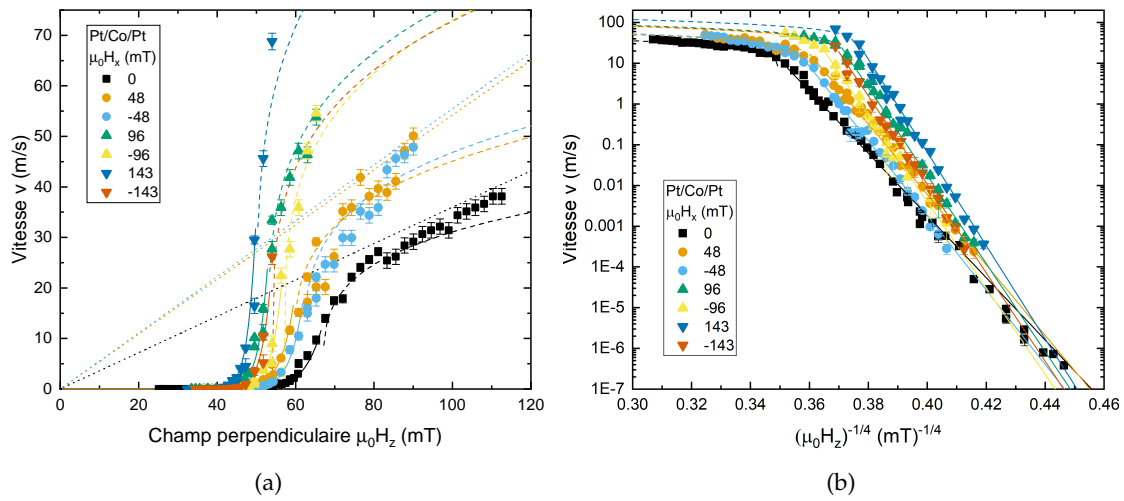 Vitesse v (m/s)
70
60
50
40
30
20
10
0
Pt/Co/Pt
μ₀Hₓ (mT)
0
48
-48
96
-96
143
-143
0 20 40 60 80 100 120
Champ perpendiculaire μ₀H_z (mT)
(a)
Vitesse v (m/s)
100
10
1
0.1
0.01
0.001
1E-4
1E-5
1E-6
1E-7
Pt/Co/Pt
μ₀Hₓ (mT)
0
48
-48
96
-96
143
-143
0.30 0.32 0.34 0.36 0.38 0.40 0.42 0.44 0.46
(μ₀H_z)^-1/4 (mT)^-1/4
(b)